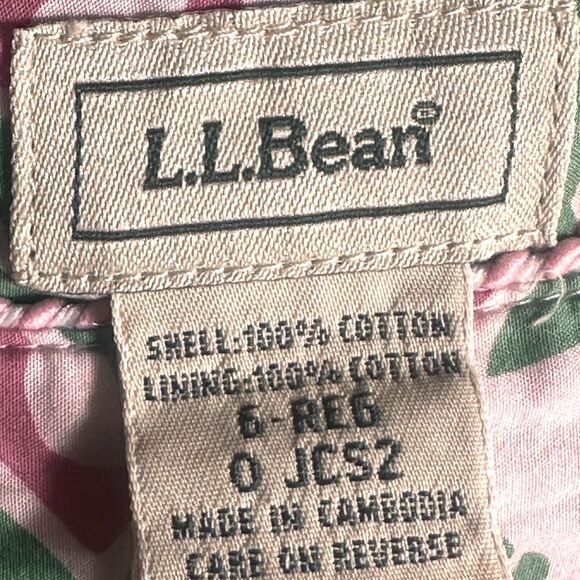 L.L.Bean®
SHELL:100% COTTON
LINING:100% COTTON
6-REG
0 JCS2
MADE IN CAMBODIA
CARE ON REVERSE